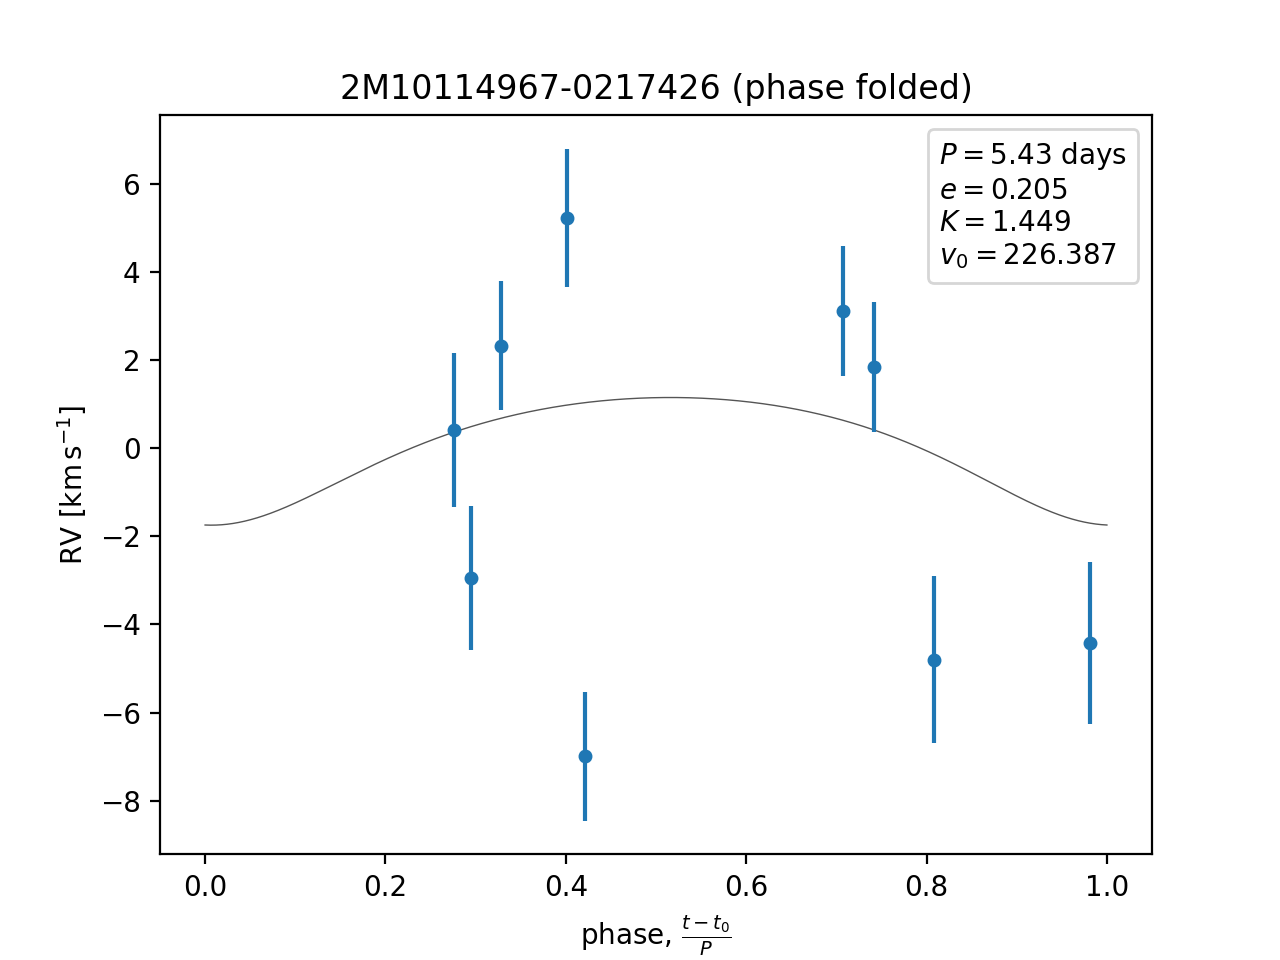 2M10114967-0217426 (phase folded)
P = 5.43 days
e = 0.205
K = 1.449
v₀ = 226.387
6
4
2
0
−2
−4
−6
−8
RV [km s⁻¹]
0.0 0.2 0.4 0.6 0.8 1.0
phase, (t − t₀)/P